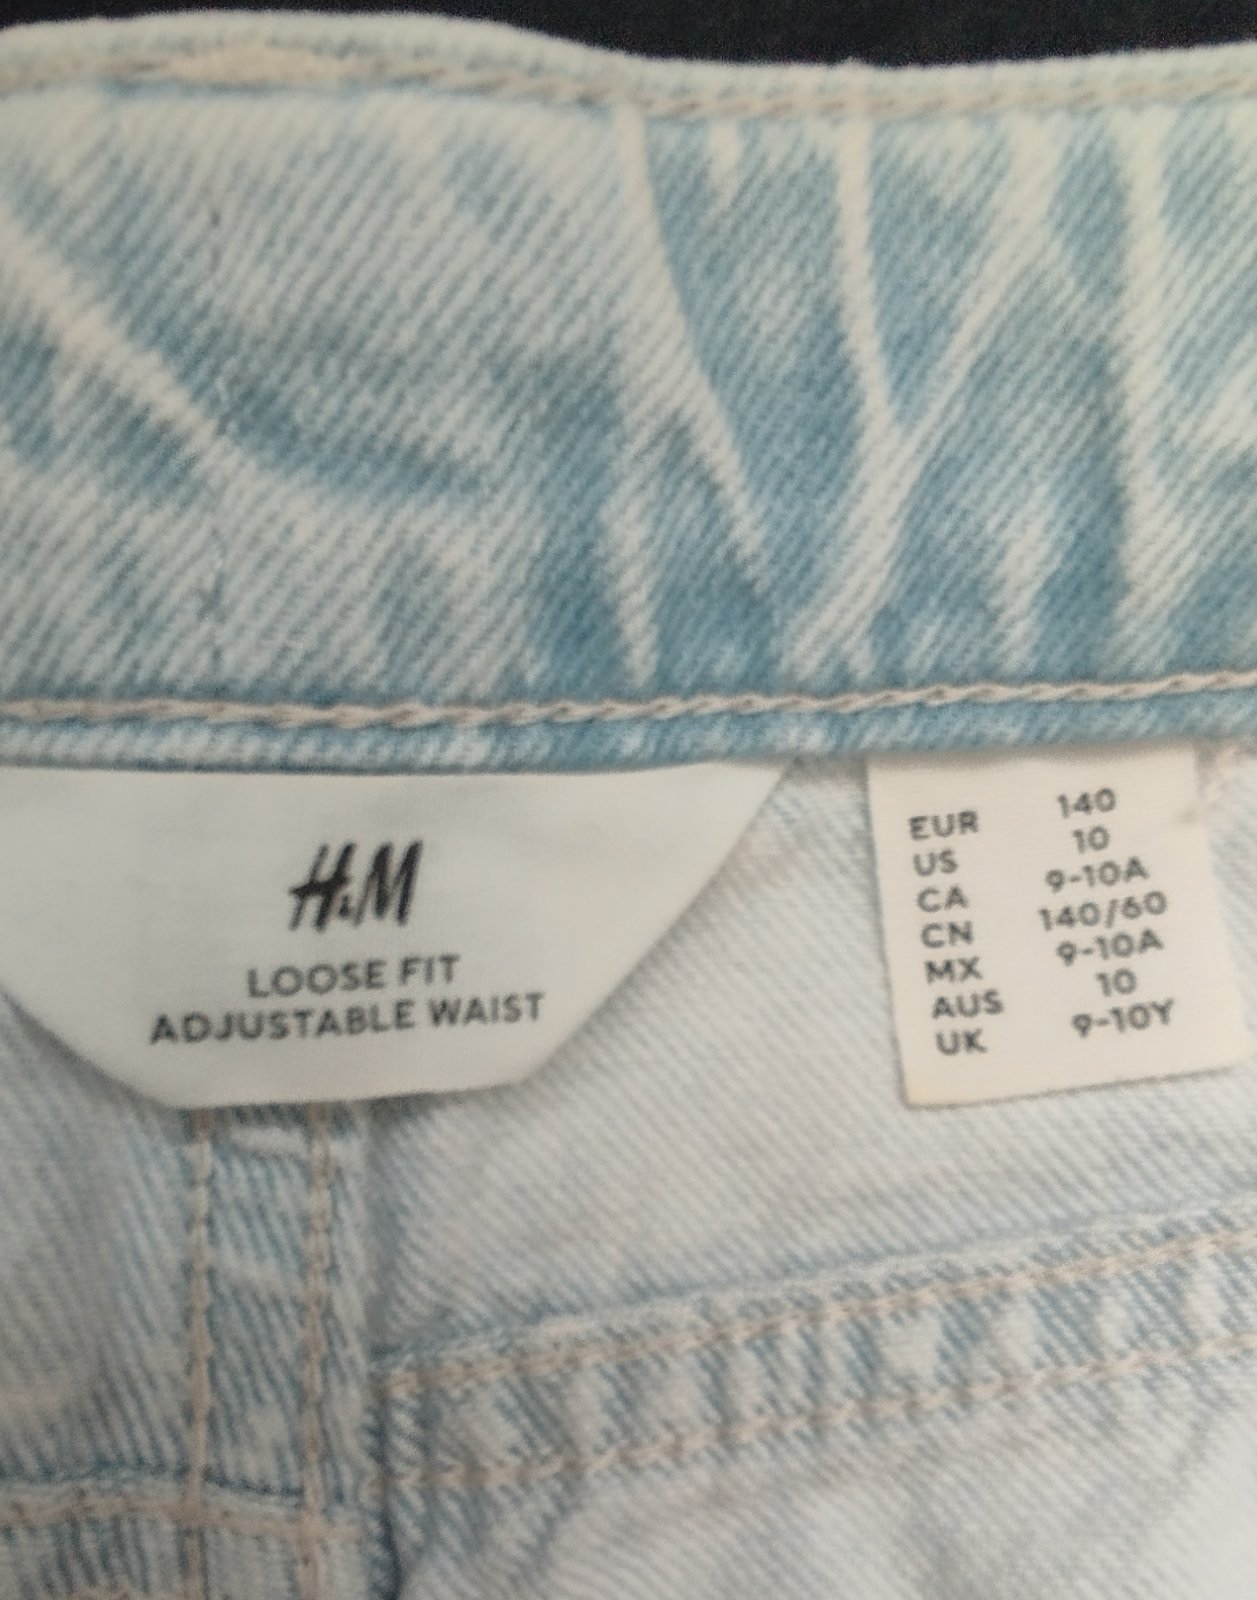 H&M
LOOSE FIT
ADJUSTABLE WAIST
EUR 140
US 10
CA 9-10A
CN 140/60
MX 9-10A
AUS 10
UK 9-10Y